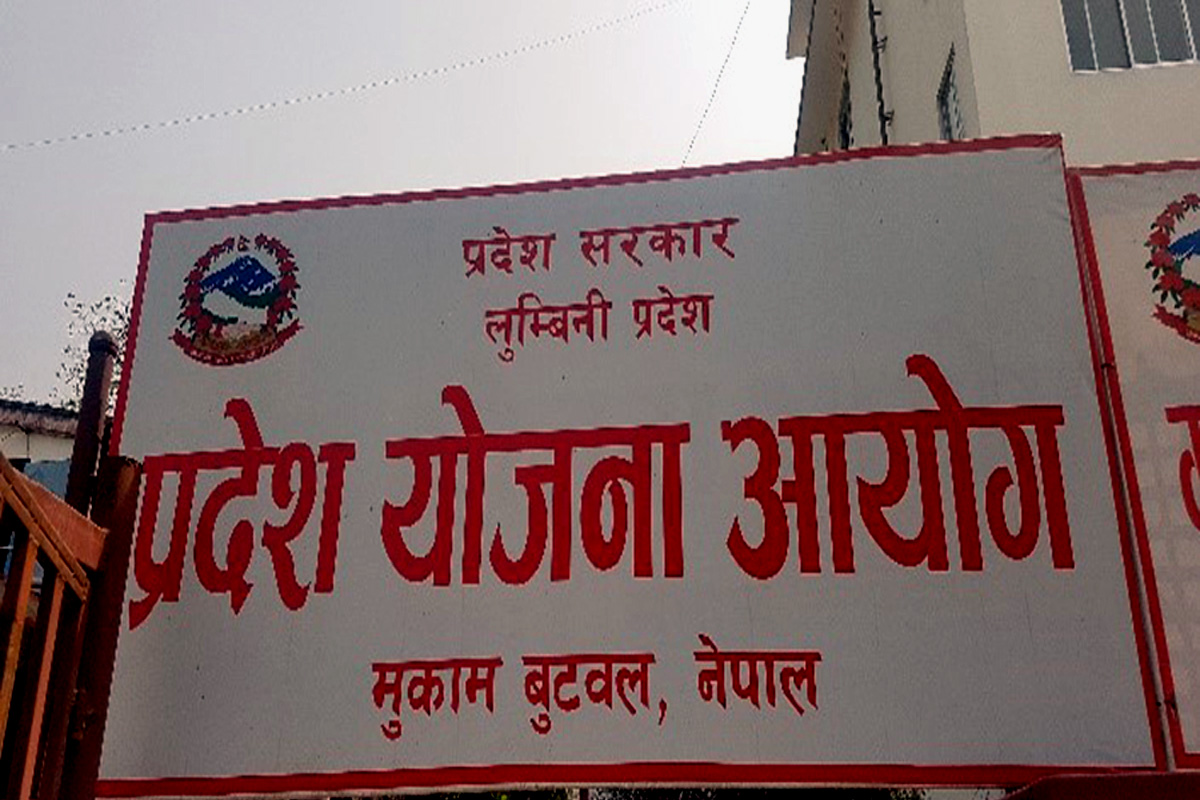 प्रदेश सरकार
लुम्बिनी प्रदेश
प्रदेश योजना आयोग
मुकाम बुटवल, नेपाल